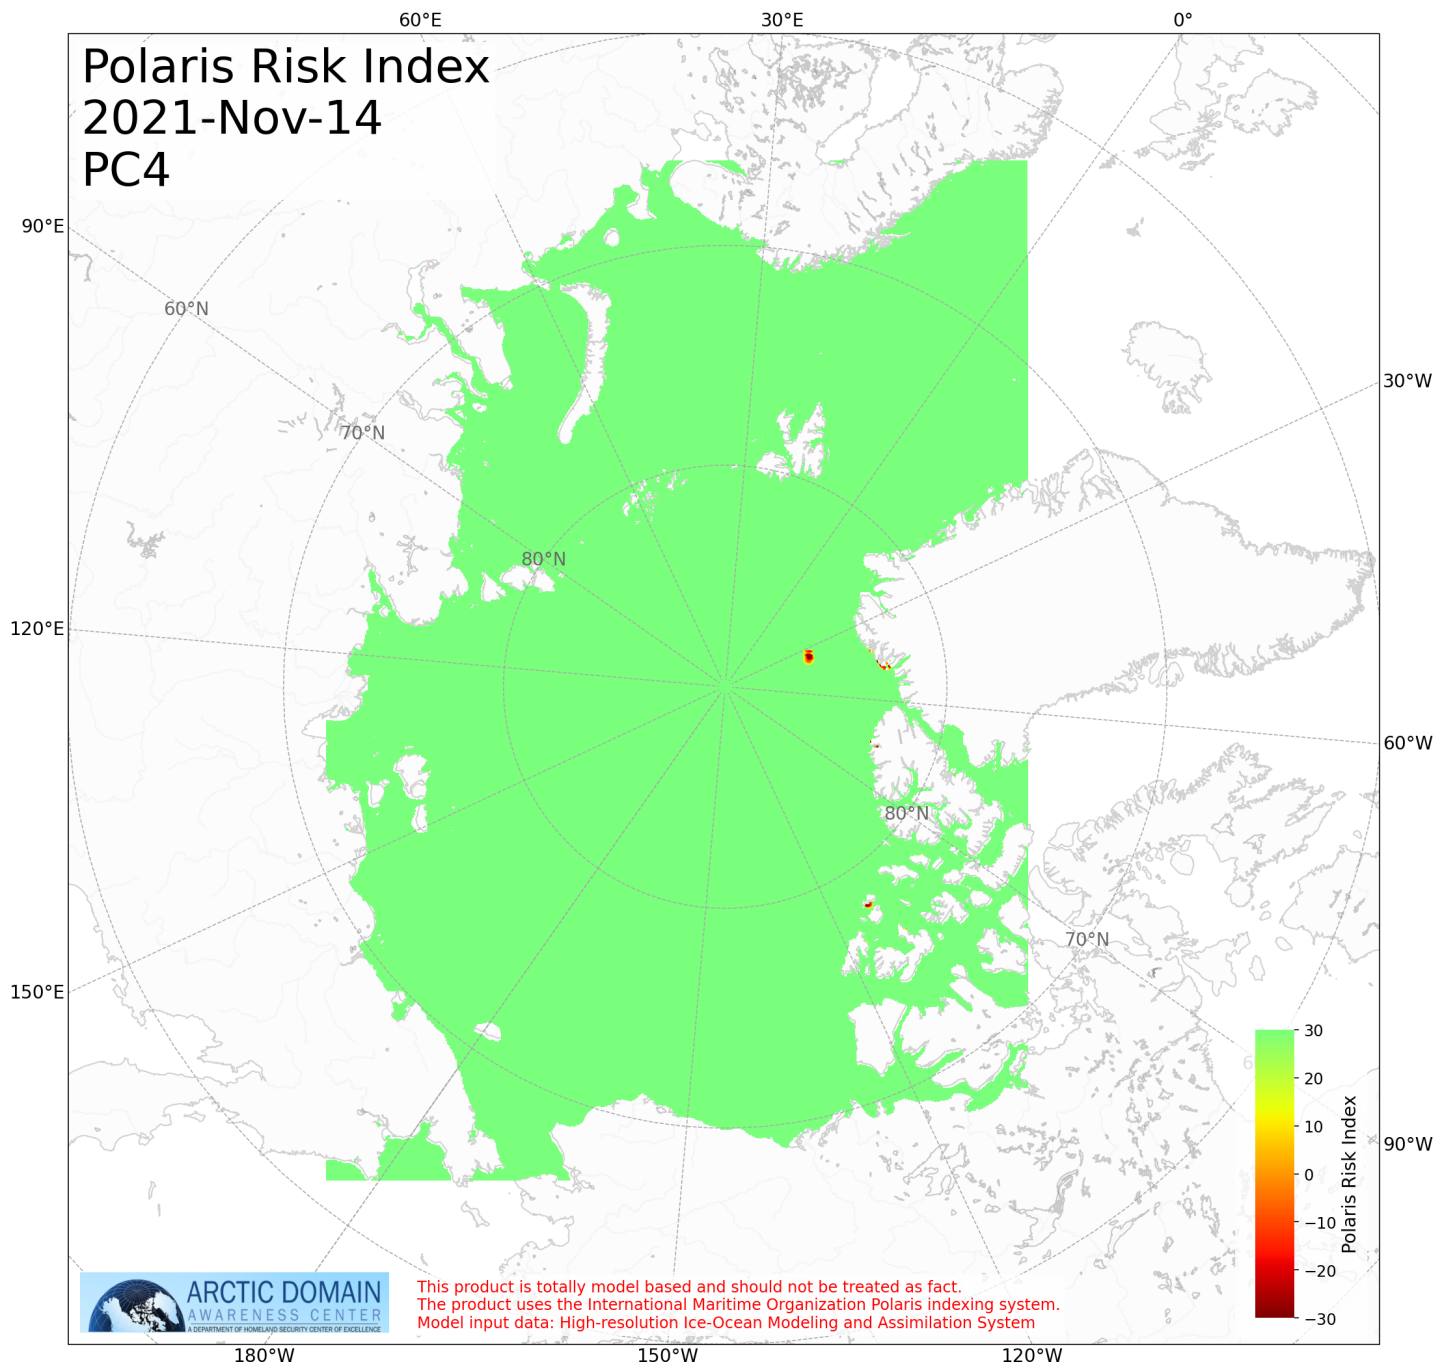 60°E
30°E
0°
Polaris Risk Index
2021-Nov-14
PC4
90°E
60°N
30°W
70°N
80°N
120°E
60°W
80°N
70°N
150°E
30
20
10
0
−10
−20
−30
Polaris Risk Index
90°W
ARCTIC DOMAIN
AWARENESS CENTER
A DEPARTMENT OF HOMELAND SECURITY CENTER OF EXCELLENCE
This product is totally model based and should not be treated as fact.
The product uses the International Maritime Organization Polaris indexing system.
Model input data: High-resolution Ice-Ocean Modeling and Assimilation System
180°W
150°W
120°W